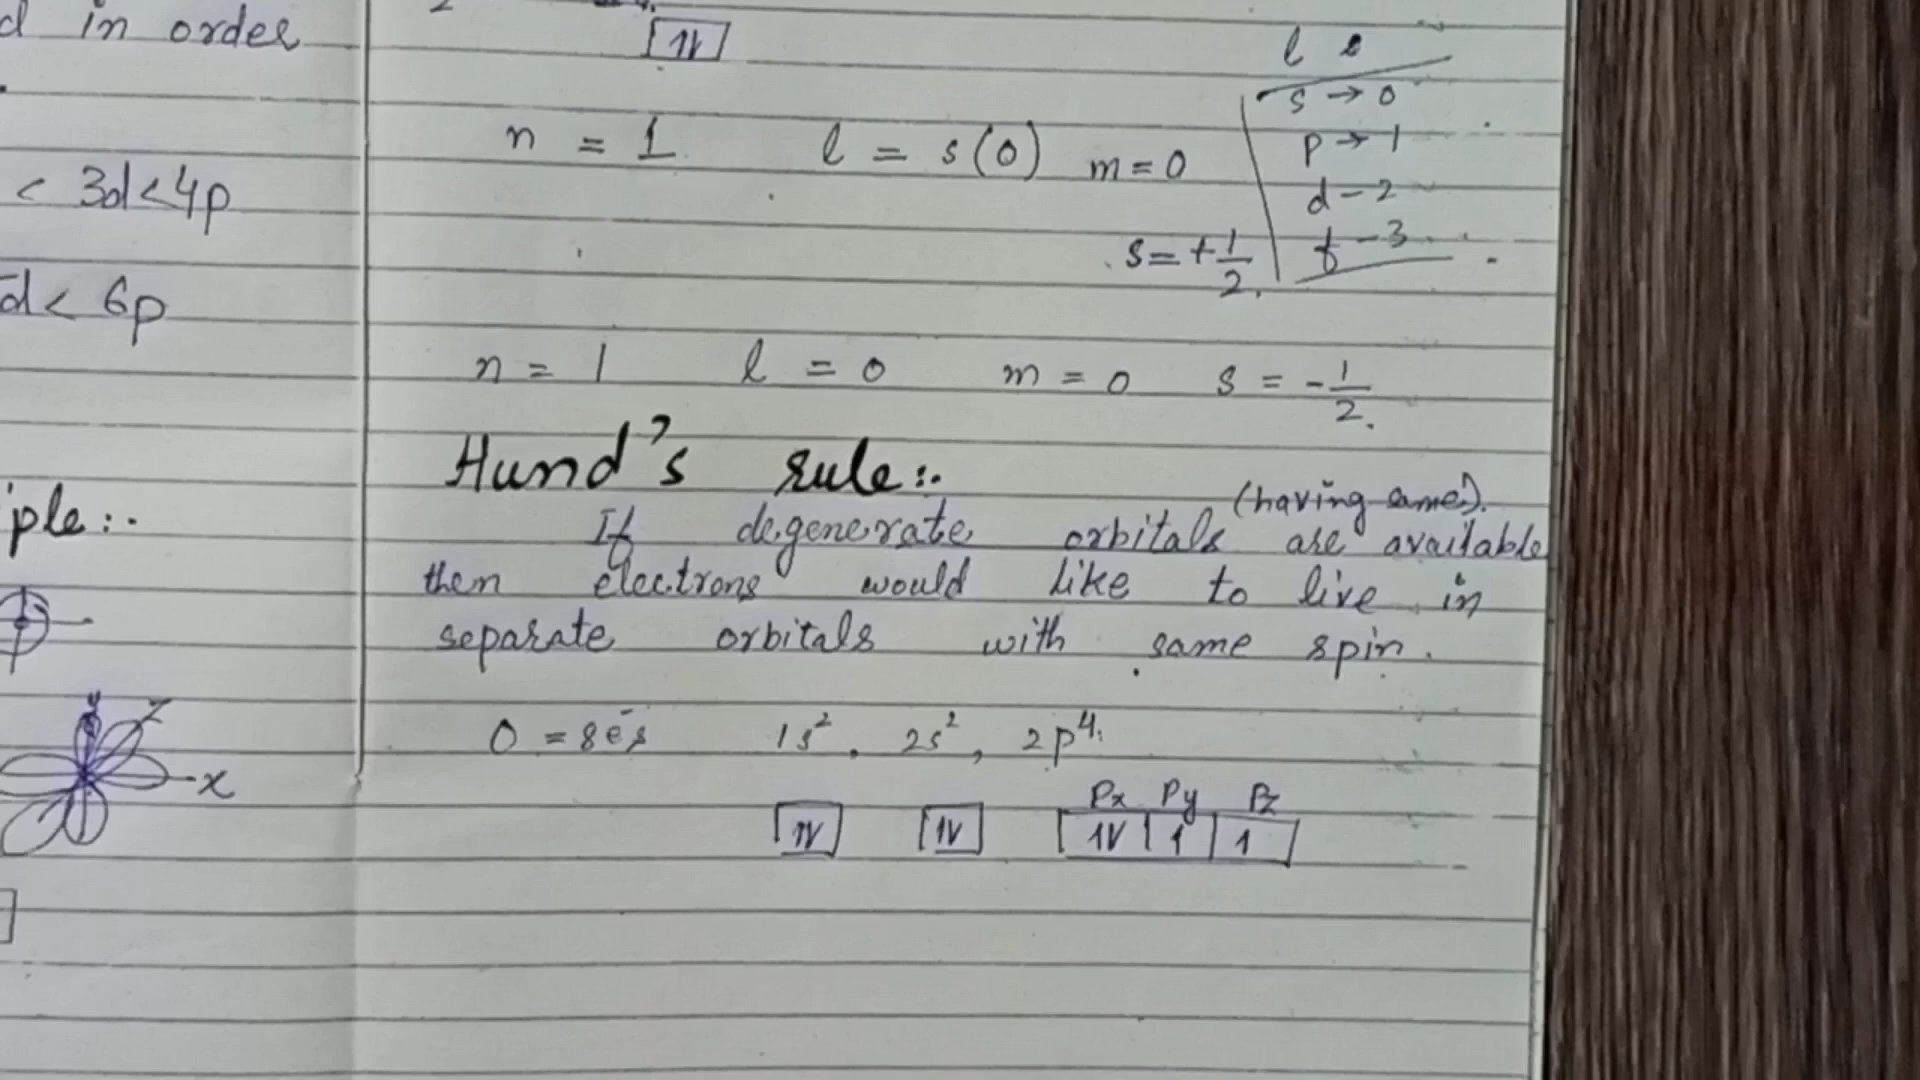 d in order
< 3d<4p
d< 6p
iple:.
y
z
x
1↓
l
s → 0
p → 1
d - 2
f - 3
n = 1 l = s(0) m = 0
s = + 1/2.
n = 1 l = 0 m = 0 s = - 1/2.
Hund's rule:.
(having same).
If degenerate orbitals are available
then electrons would like to live in
separate orbitals with same spin.
O = 8e⁻s 1s², 2s², 2p⁴
Px Py Pz
1↓ 1↓ 1↓ 1 1